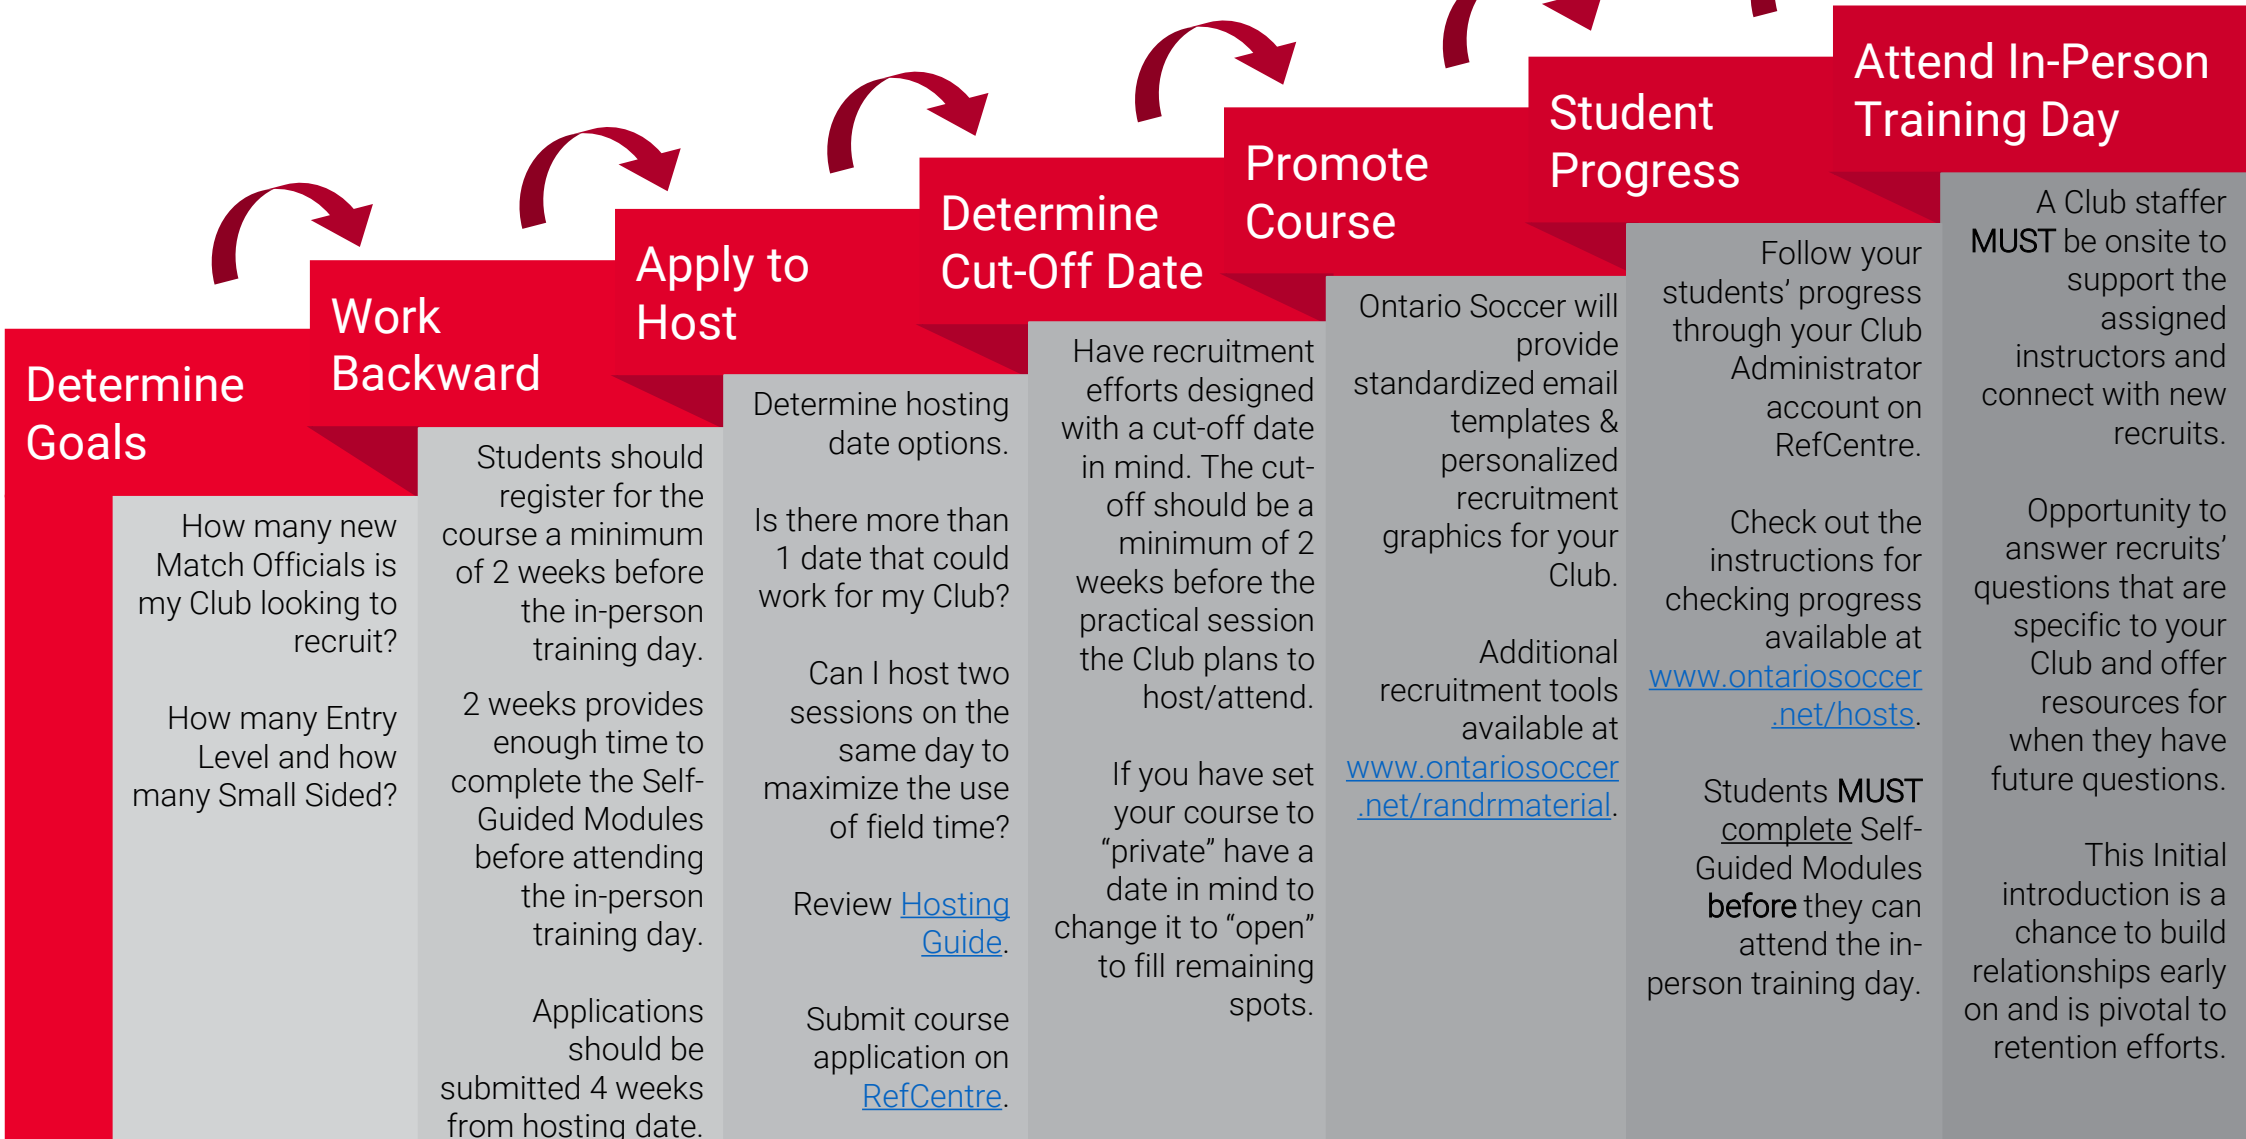 Determine
Goals
How many new
Match Officials is
my Club looking to
recruit?
How many Entry
Level and how
many Small Sided?
Work
Backward
Students should
register for the
course a minimum
of 2 weeks before
the in-person
training day.
2 weeks provides
enough time to
complete the Self-
Guided Modules
before attending
the in-person
training day.
Applications
should be
submitted 4 weeks
from hosting date.
Apply to
Host
Determine hosting
date options.
Is there more than
1 date that could
work for my Club?
Can I host two
sessions on the
same day to
maximize the use
of field time?
Review Hosting
Guide.
Submit course
application on
RefCentre.
Determine
Cut-Off Date
Have recruitment
efforts designed
with a cut-off date
in mind. The cut-
off should be a
minimum of 2
weeks before the
practical session
the Club plans to
host/attend.
If you have set
your course to
“private” have a
date in mind to
change it to “open”
to fill remaining
spots.
Promote
Course
Ontario Soccer will
provide
standardized email
templates &
personalized
recruitment
graphics for your
Club.
Additional
recruitment tools
available at
www.ontariosoccer
.net/randrmaterial.
Student
Progress
Follow your
students’ progress
through your Club
Administrator
account on
RefCentre.
Check out the
instructions for
checking progress
available at
www.ontariosoccer
.net/hosts.
Students MUST
complete Self-
Guided Modules
before they can
attend the in-
person training day.
Attend In-Person
Training Day
A Club staffer
MUST be onsite to
support the
assigned
instructors and
connect with new
recruits.
Opportunity to
answer recruits’
questions that are
specific to your
Club and offer
resources for
when they have
future questions.
This Initial
introduction is a
chance to build
relationships early
on and is pivotal to
retention efforts.